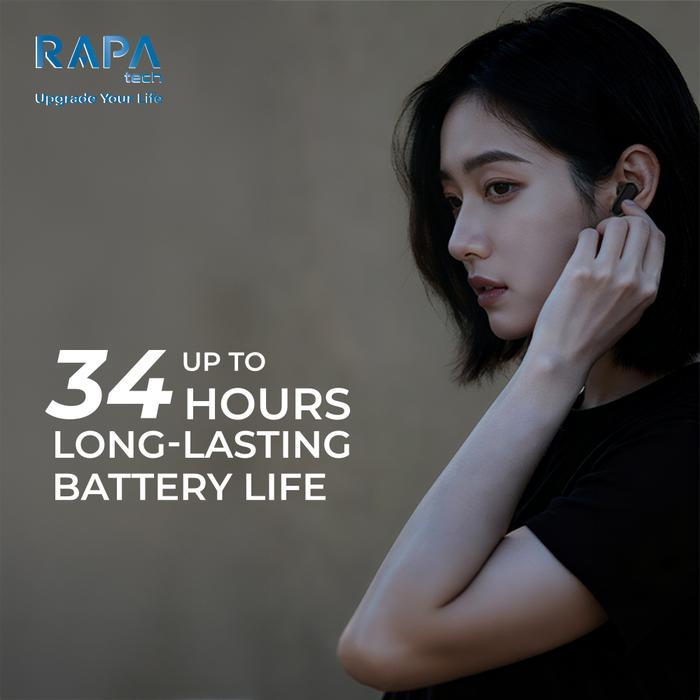 RAPA
tech
Upgrade Your Life
34 UP TO
HOURS
LONG-LASTING
BATTERY LIFE